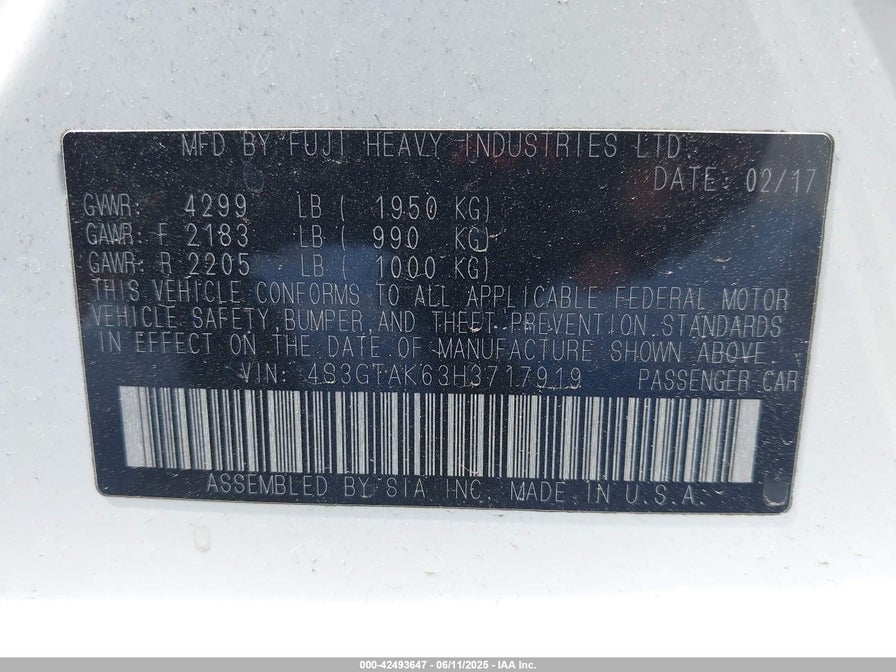 MFD BY FUJI HEAVY INDUSTRIES LTD.
DATE: 02/17
GVWR: 4299 LB ( 1950 KG)
GAWR: F 2183 LB ( 990 KG)
GAWR: R 2205 LB ( 1000 KG)
THIS VEHICLE CONFORMS TO ALL APPLICABLE FEDERAL MOTOR
VEHICLE SAFETY, BUMPER, AND THEFT PREVENTION STANDARDS
IN EFFECT ON THE DATE OF MANUFACTURE SHOWN ABOVE.
VIN: 4S3GTAK63H3717919 PASSENGER CAR
ASSEMBLED BY SIA INC. MADE IN U.S.A.
000-42493647 - 06/11/2025 - IAA Inc.